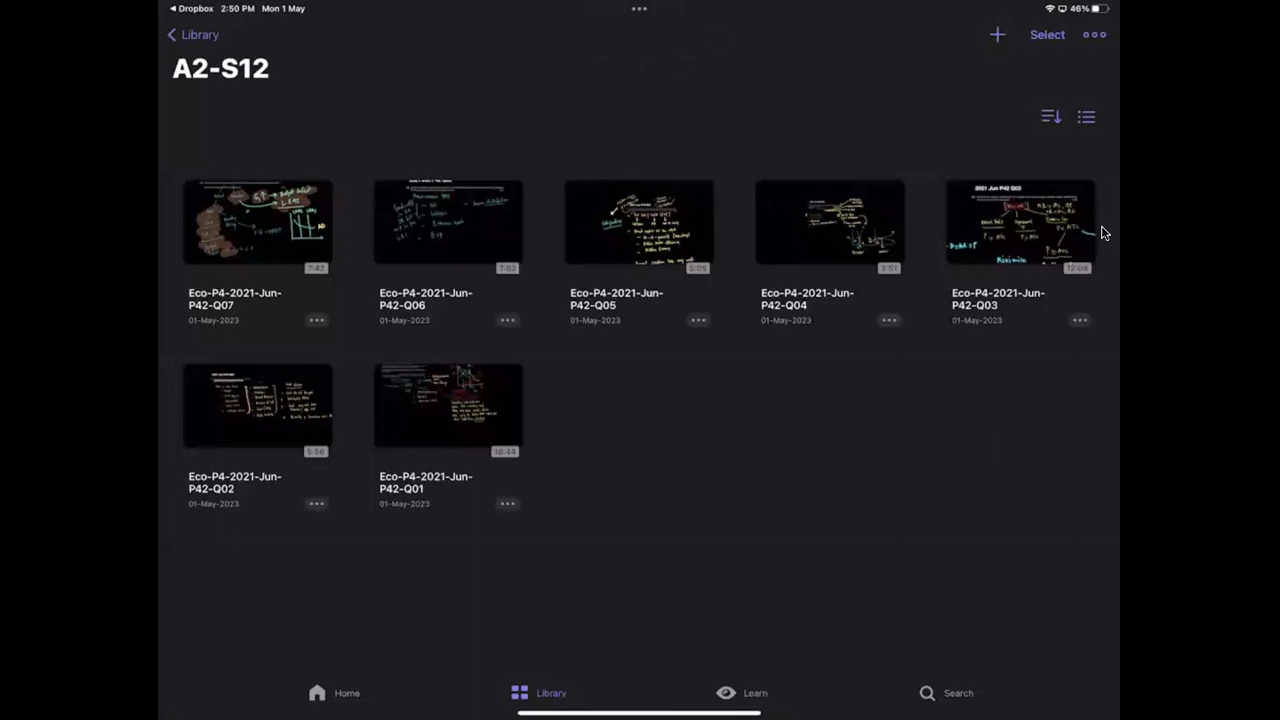 Dropbox 2:50 PM Mon 1 May
46%
Library
Select
A2-S12
7:42
7:02
5:05
3:51
2021 Jun P42 Q03
12:08
Eco-P4-2021-Jun-
P42-Q07
01-May-2023
Eco-P4-2021-Jun-
P42-Q06
01-May-2023
Eco-P4-2021-Jun-
P42-Q05
01-May-2023
Eco-P4-2021-Jun-
P42-Q04
01-May-2023
Eco-P4-2021-Jun-
P42-Q03
01-May-2023
5:56
18:44
Eco-P4-2021-Jun-
P42-Q02
01-May-2023
Eco-P4-2021-Jun-
P42-Q01
01-May-2023
Home
Library
Learn
Search